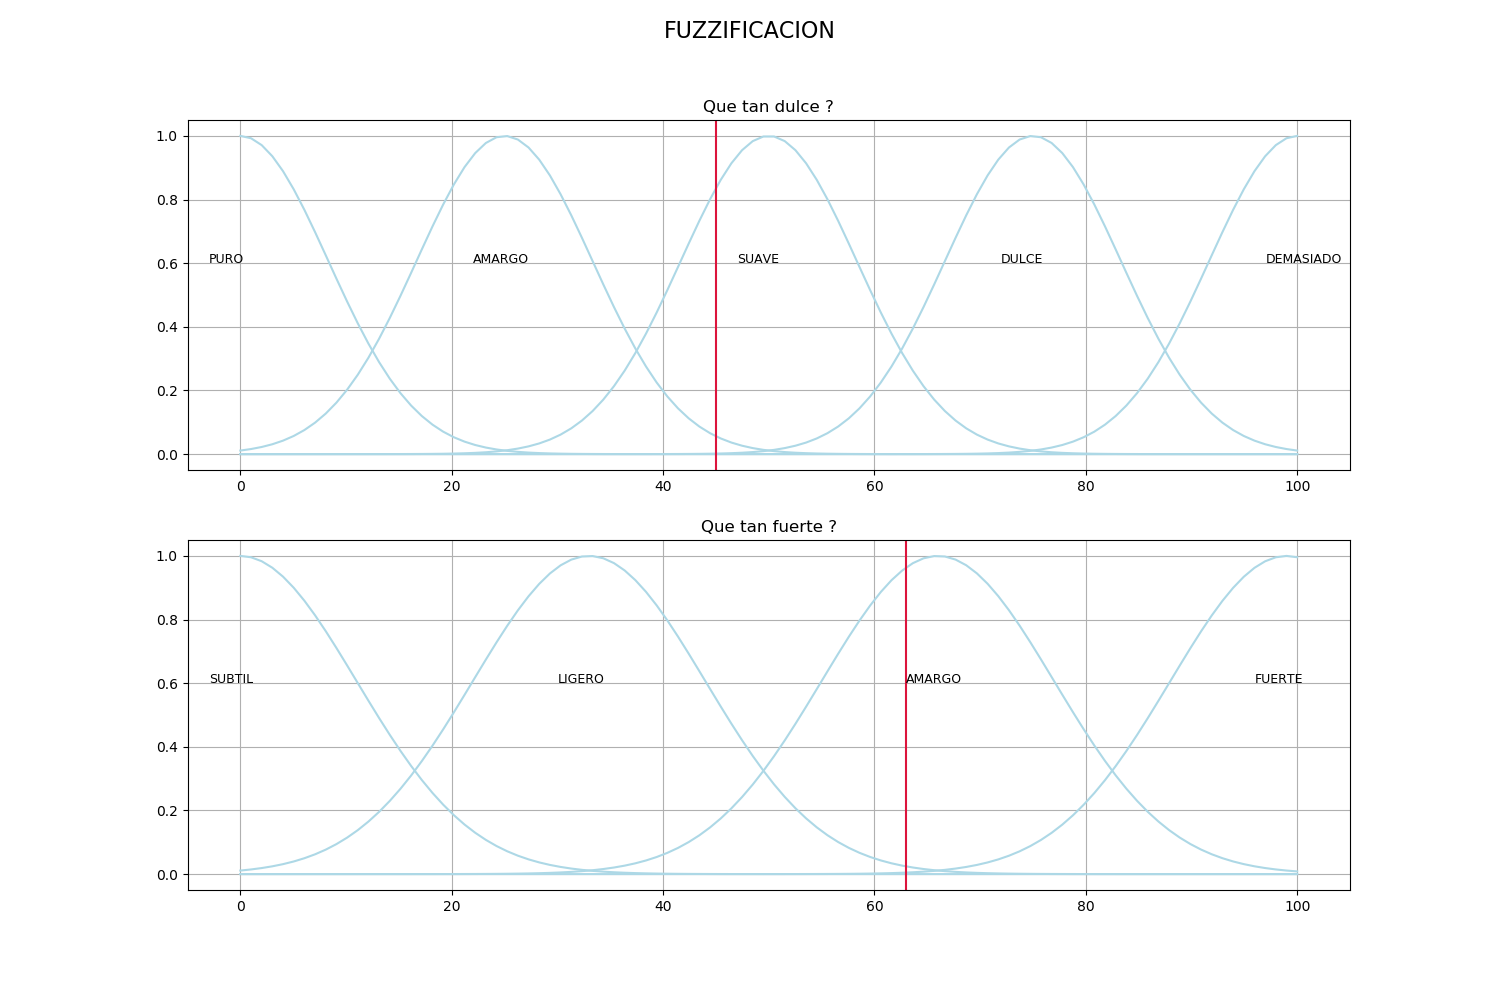 FUZZIFICACION
Que tan dulce ?
1.0
0.8
0.6
0.4
0.2
0.0
PURO AMARGO SUAVE DULCE DEMASIADO
0 20 40 60 80 100
Que tan fuerte ?
1.0
0.8
0.6
0.4
0.2
0.0
SUBTIL LIGERO AMARGO FUERTE
0 20 40 60 80 100